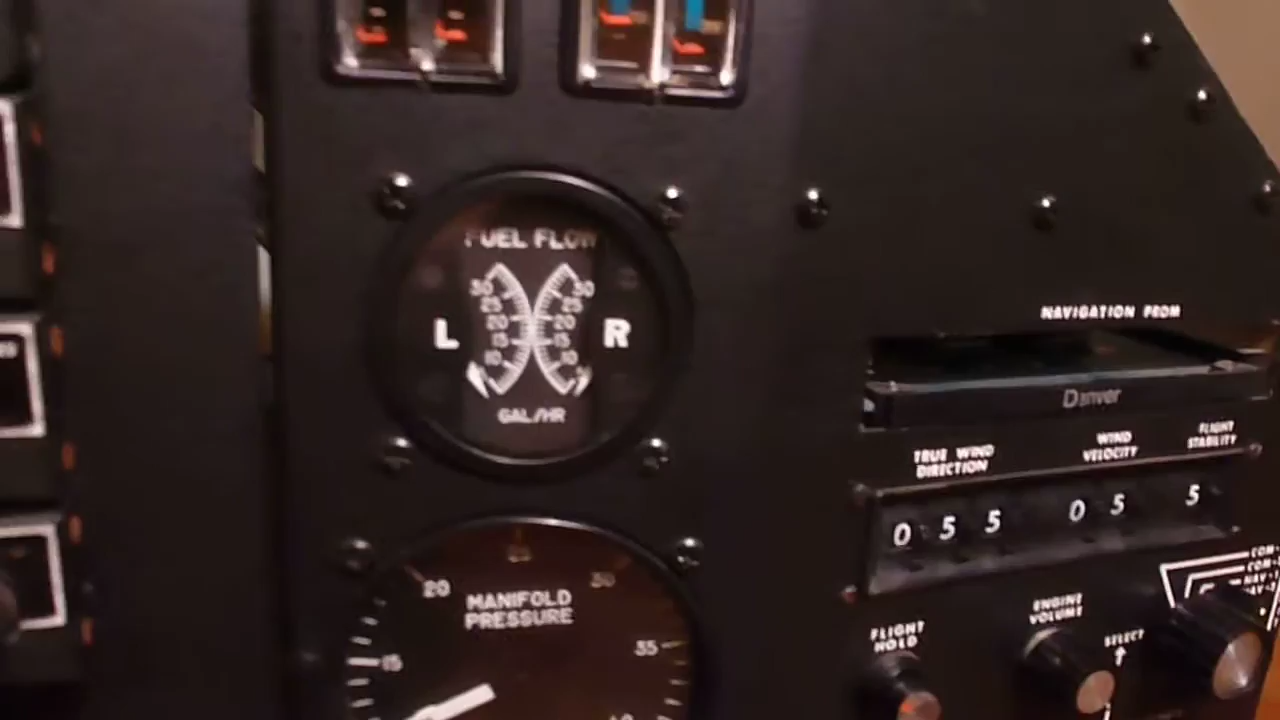 FUEL FLOW
30 30
25 25
L 20 20 R
15 15
10 10
GAL/HR
NAVIGATION FROM
Denver
TRUE WIND
DIRECTION
WIND
VELOCITY
FLIGHT
STABILITY
0 5 5 0 5 5
20 25 30
MANIFOLD
PRESSURE
15 35
ENGINE
VOLUME
FLIGHT
HOLD
SELECT